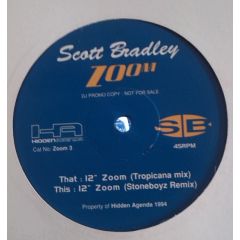 Scott Bradley
ZOOM
DJ PROMO COPY · NOT FOR SALE
HIDDEN
Cat No: Zoom 3
SB
45RPM
That : 12" Zoom (Tropicana mix)
This : 12" Zoom (Stoneboyz Remix)
Property of Hidden Agenda 1994